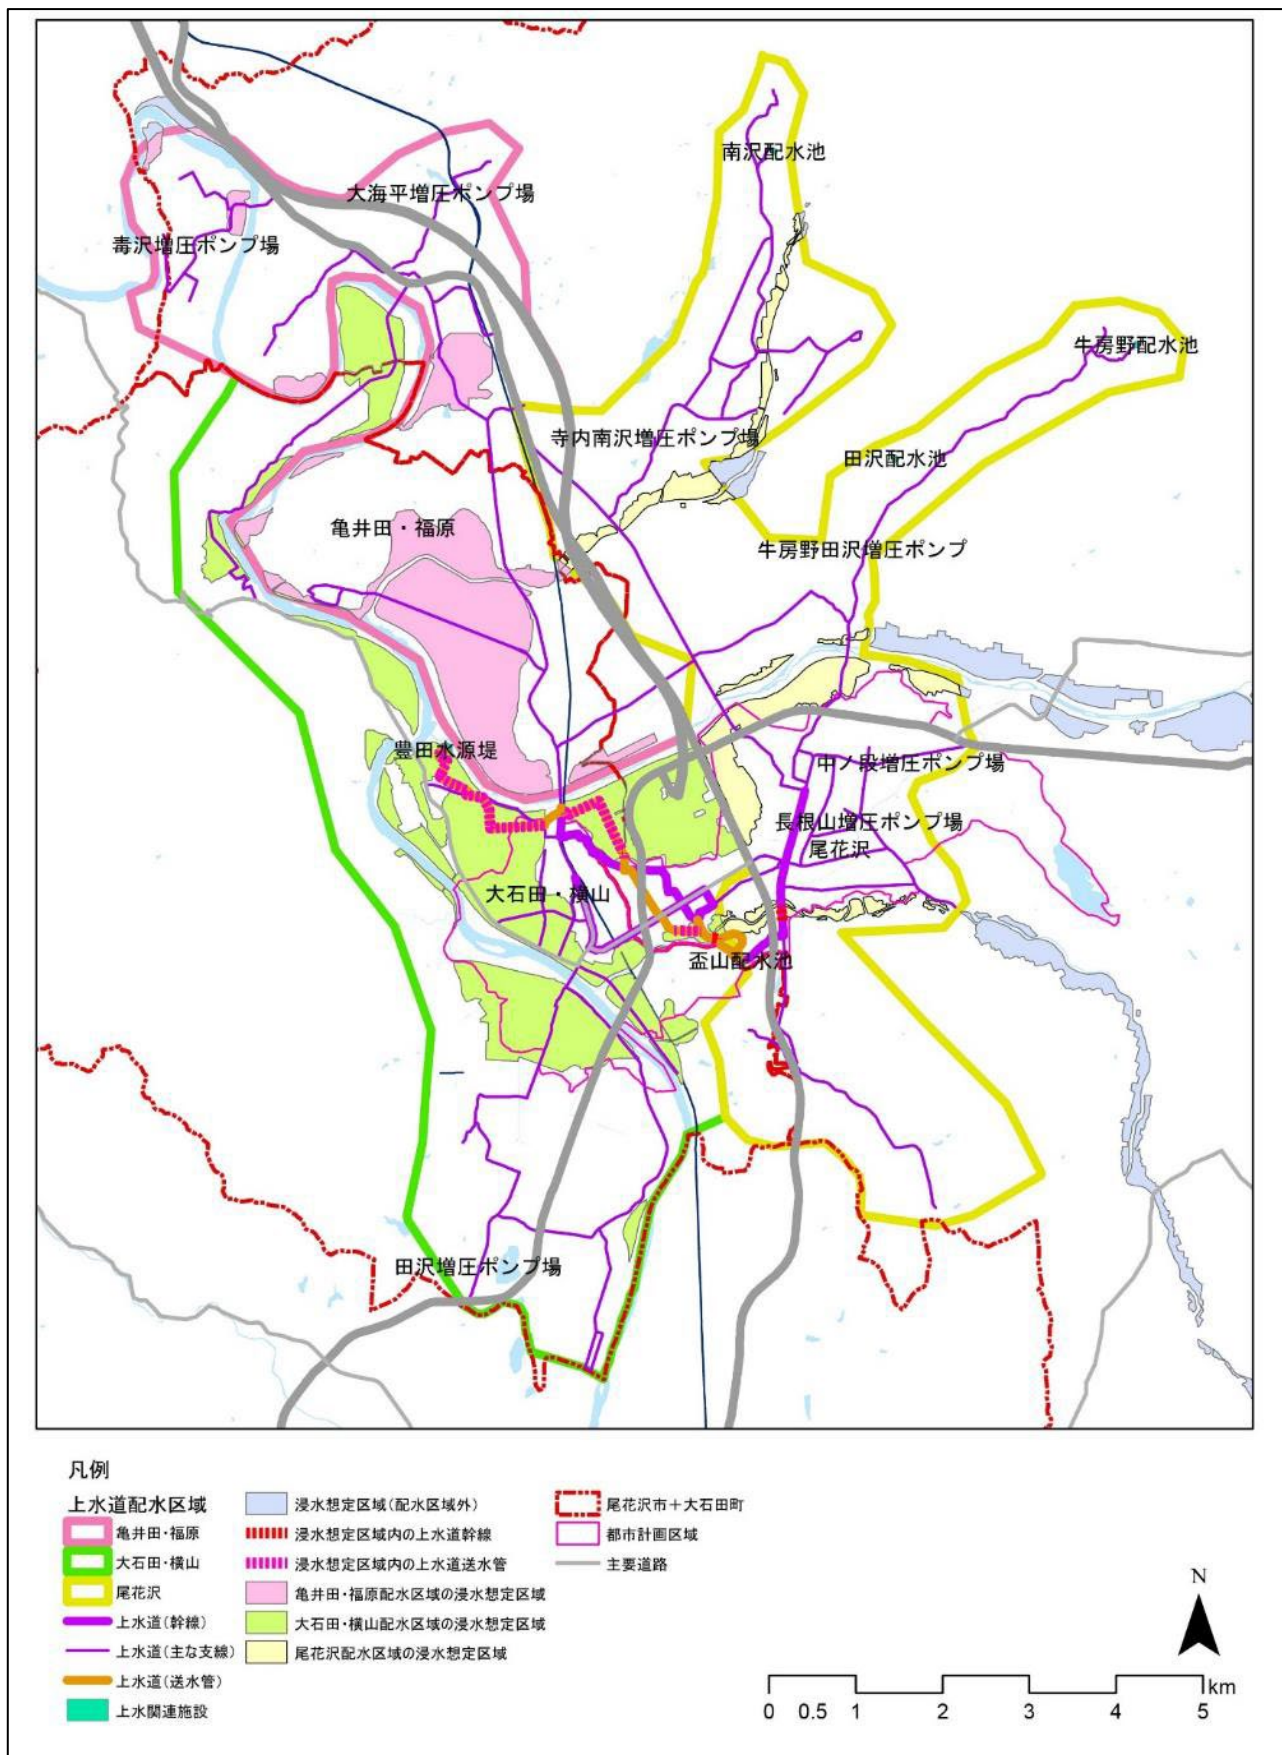 南沢配水池
大海平増圧ポンプ場
毒沢増圧ポンプ場
牛房野配水池
寺内南沢増圧ポンプ場
田沢配水池
亀井田・福原
牛房野田沢増圧ポンプ
豊田水源堤
中ノ段増圧ポンプ場
長根山増圧ポンプ場
尾花沢
大石田・横山
盃山配水池
田沢増圧ポンプ場
凡例
上水道配水区域
亀井田・福原
大石田・横山
尾花沢
上水道(幹線)
上水道(主な支線)
上水道(送水管)
上水関連施設
浸水想定区域(配水区域外)
浸水想定区域内の上水道幹線
浸水想定区域内の上水道送水管
亀井田・福原配水区域の浸水想定区域
大石田・横山配水区域の浸水想定区域
尾花沢配水区域の浸水想定区域
尾花沢市＋大石田町
都市計画区域
主要道路
N
km
0 0.5 1 2 3 4 5